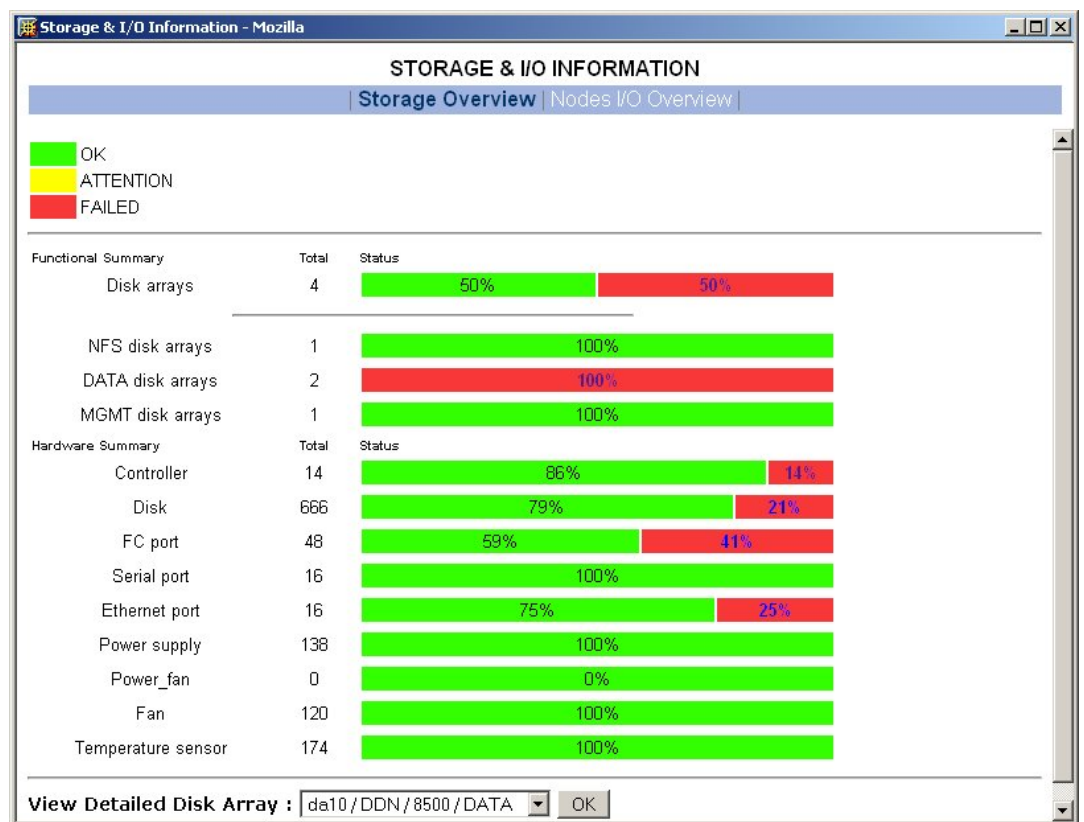 Storage & I/O Information - Mozilla
STORAGE & I/O INFORMATION
| Storage Overview | Nodes I/O Overview |
OK
ATTENTION
FAILED
Functional Summary Total Status
Disk arrays 4 50% 50%
NFS disk arrays 1 100%
DATA disk arrays 2 100%
MGMT disk arrays 1 100%
Hardware Summary Total Status
Controller 14 86% 14%
Disk 666 79% 21%
FC port 48 59% 41%
Serial port 16 100%
Ethernet port 16 75% 25%
Power supply 138 100%
Power_fan 0 0%
Fan 120 100%
Temperature sensor 174 100%
View Detailed Disk Array : da10 / DDN / 8500 / DATA OK